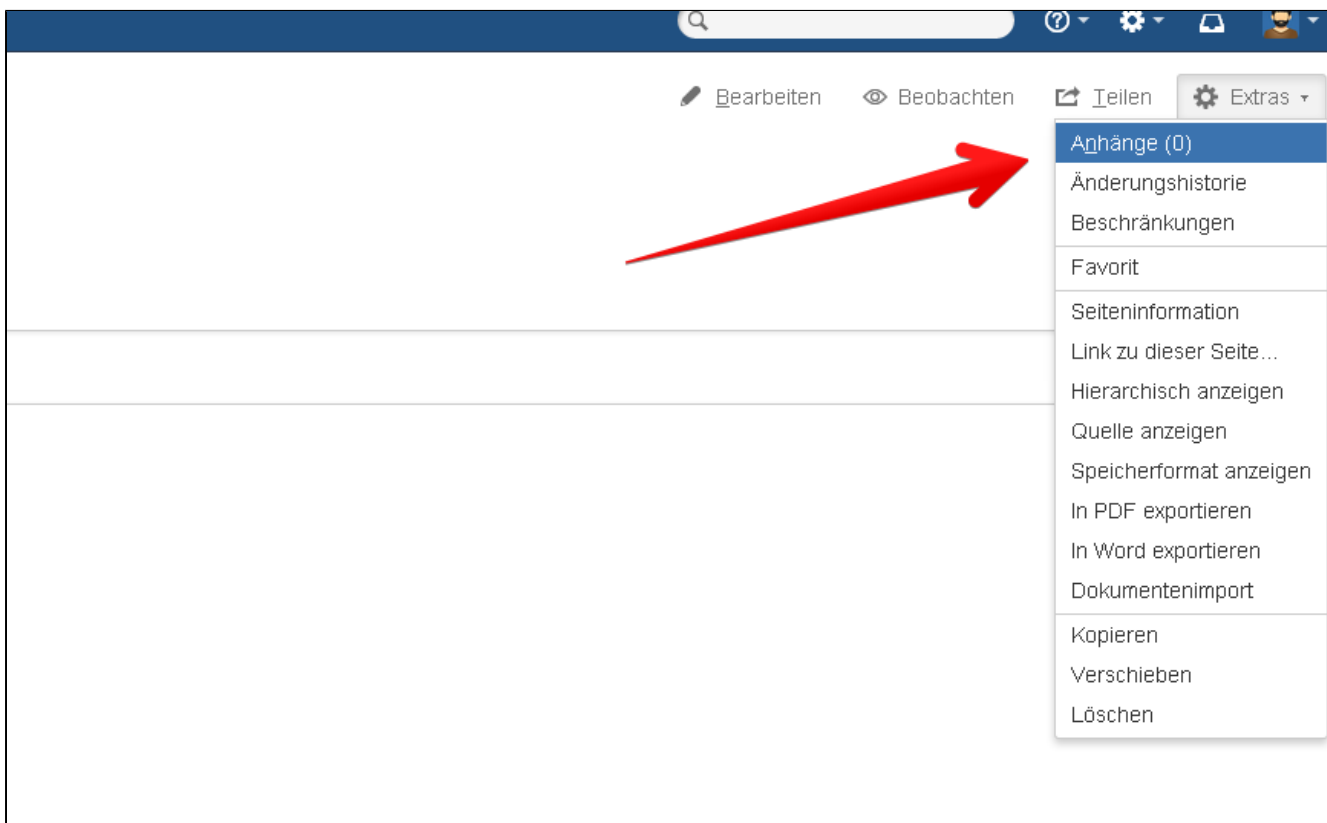 Bearbeiten Beobachten Teilen Extras
Anhänge (0)
Änderungshistorie
Beschränkungen
Favorit
Seiteninformation
Link zu dieser Seite...
Hierarchisch anzeigen
Quelle anzeigen
Speicherformat anzeigen
In PDF exportieren
In Word exportieren
Dokumentenimport
Kopieren
Verschieben
Löschen